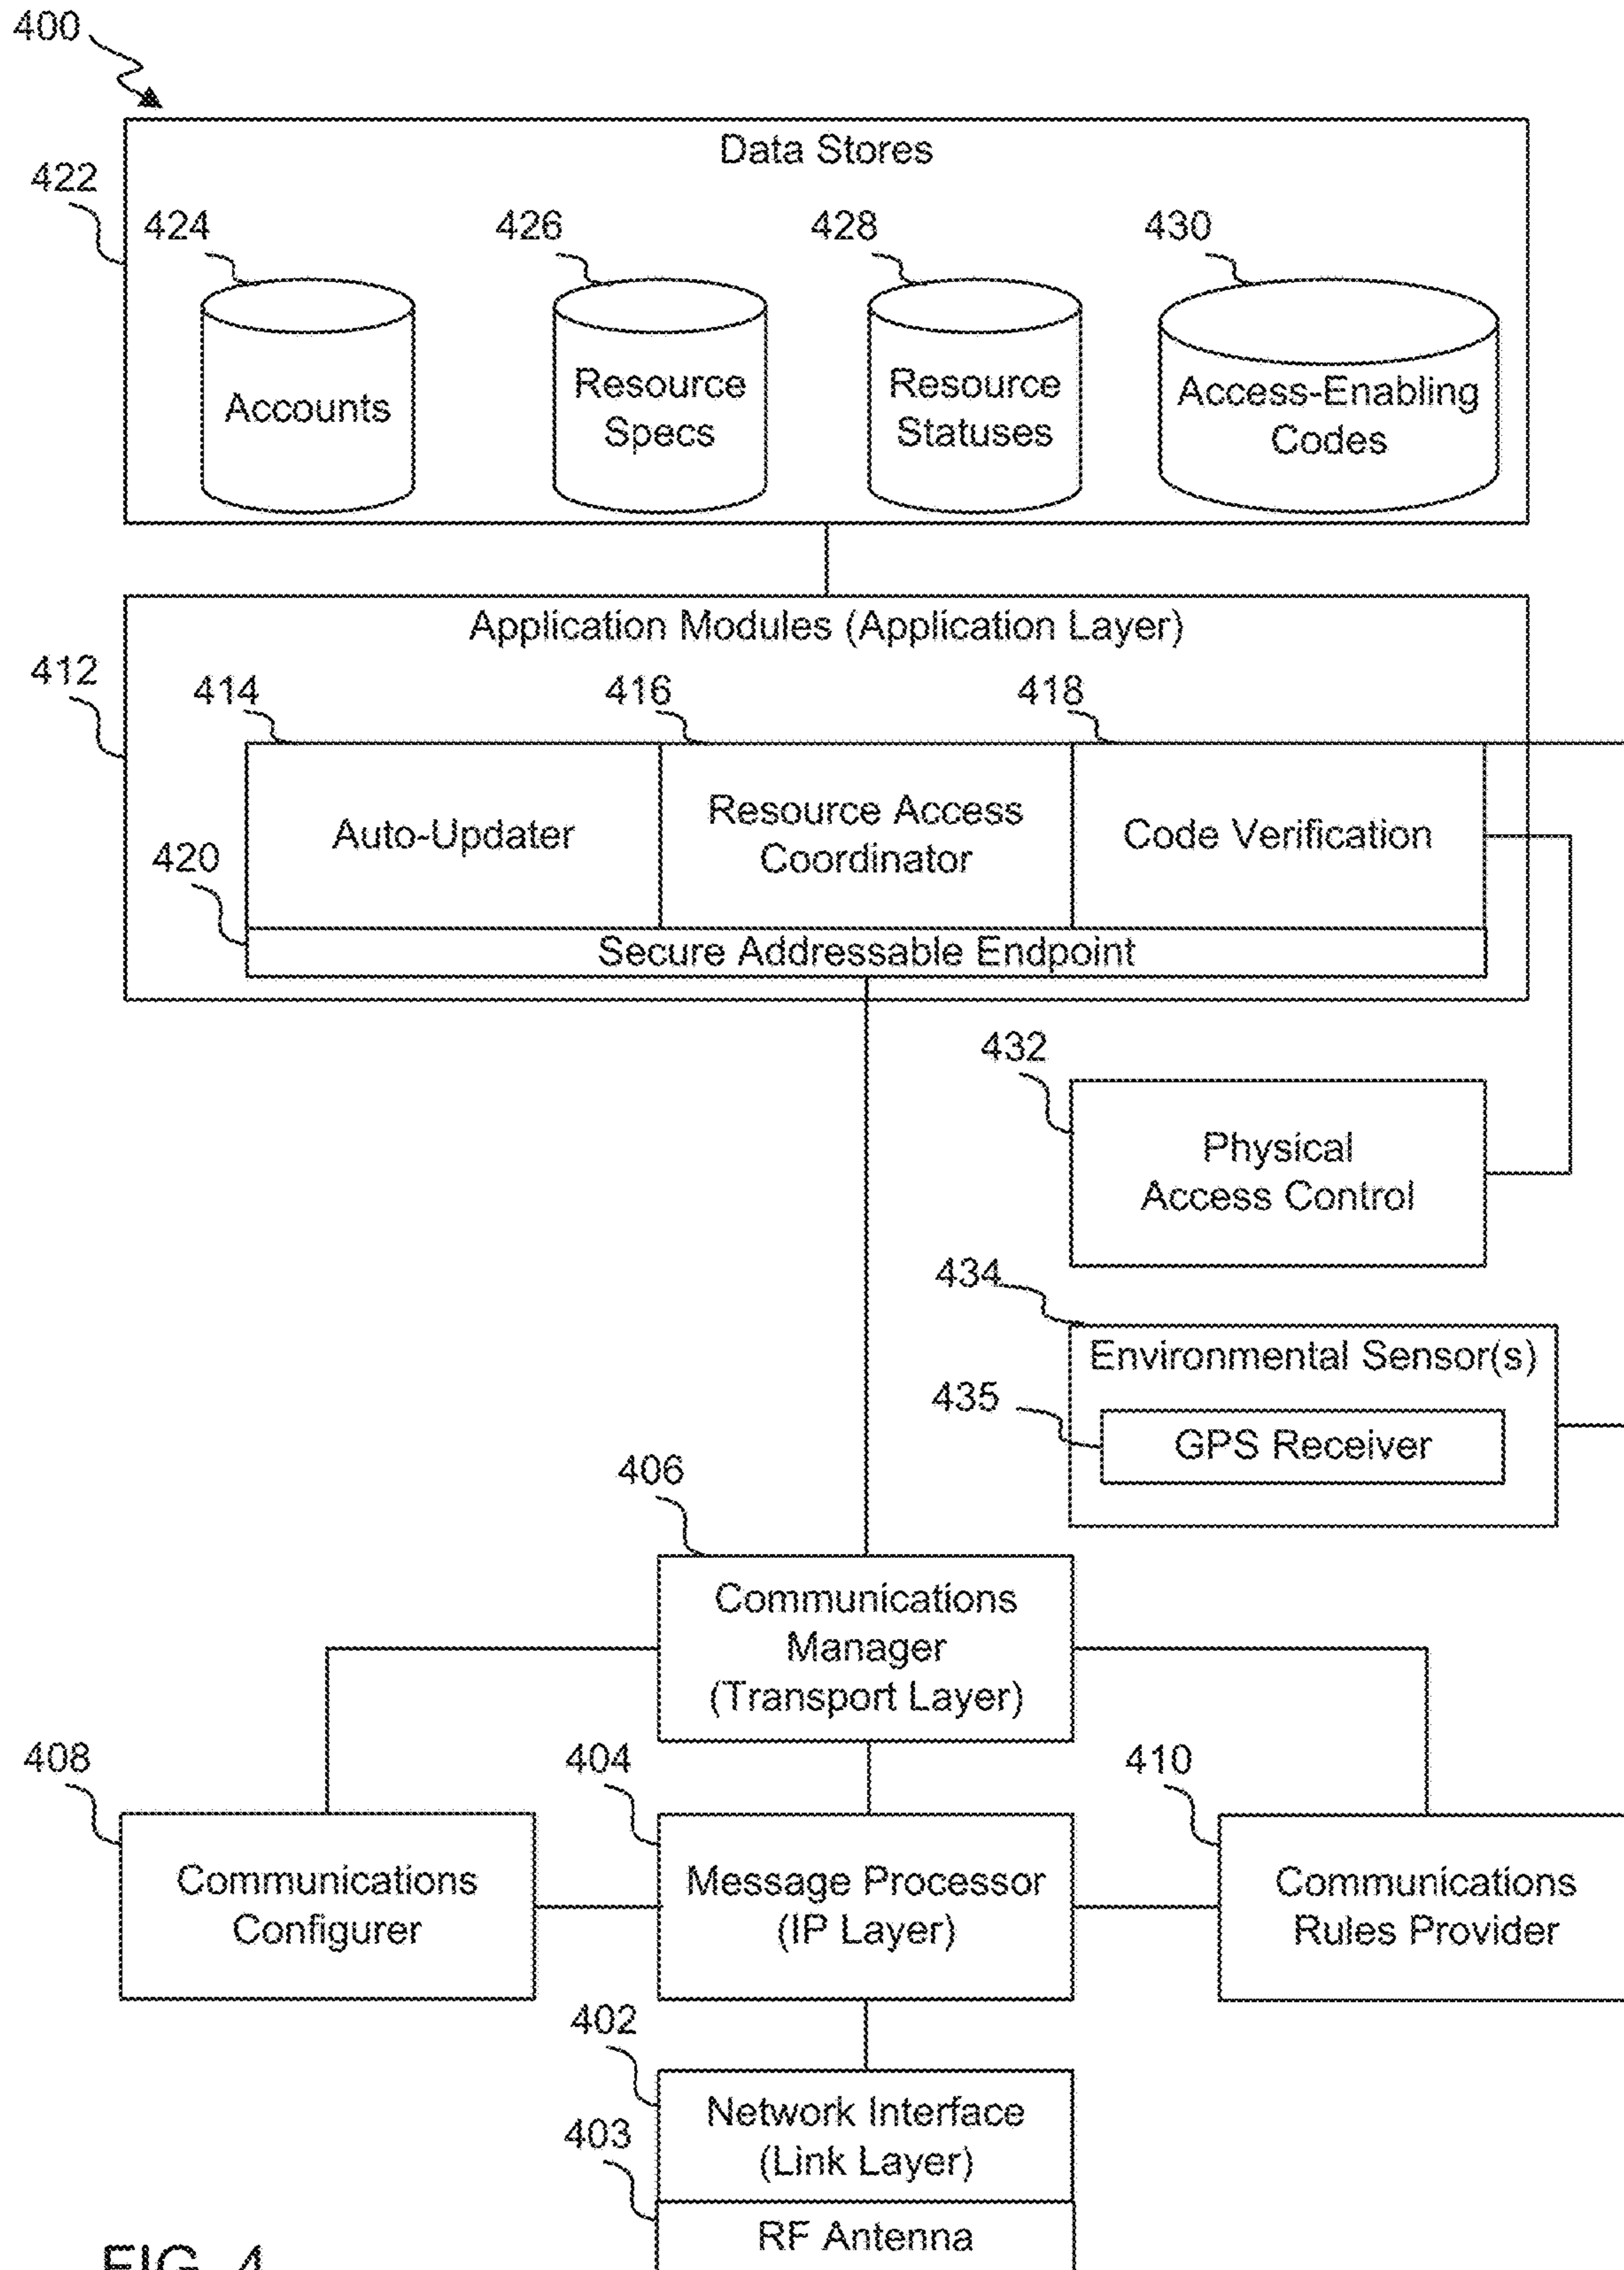 400
Data Stores
422
424
426
428
430
Accounts
Resource
Specs
Resource
Statuses
Access-Enabling
Codes
Application Modules (Application Layer)
412
414
416
418
Auto-Updater
Resource Access
Coordinator
Code Verification
420
Secure Addressable Endpoint
432
Physical
Access Control
434
Environmental Sensor(s)
435
GPS Receiver
406
Communications
Manager
(Transport Layer)
408
404
410
Communications
Configurer
Message Processor
(IP Layer)
Communications
Rules Provider
402
Network Interface
(Link Layer)
403
RF Antenna
FIG. 4